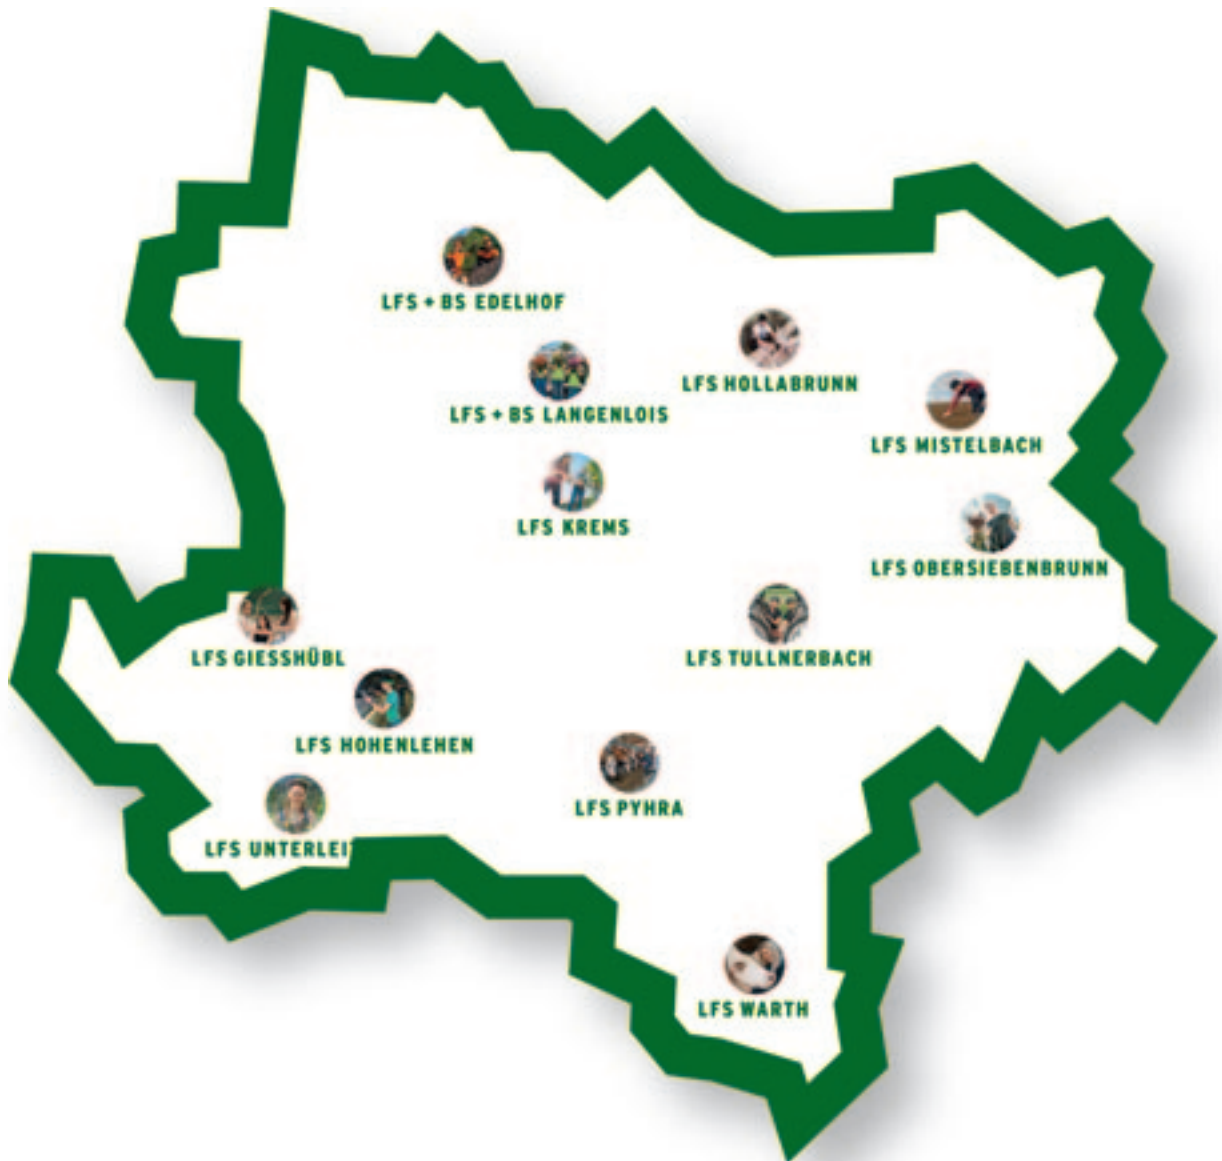 LFS + BS EDELHOF
LFS HOLLABRUNN
LFS + BS LANGENLOIS
LFS MISTELBACH
LFS KREMS
LFS OBERSIEBENBRUNN
LFS GIESSHÜBL
LFS TULLNERBACH
LFS HOHENLEHEN
LFS PYHRA
LFS UNTERLEI
LFS WARTH